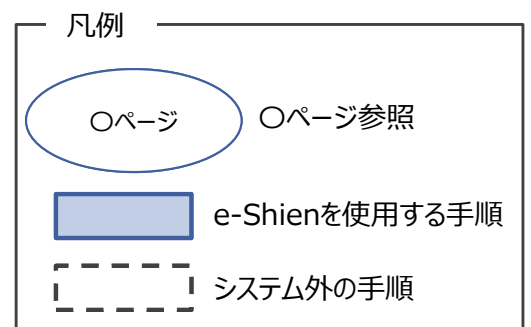 凡例
〇ページ
〇ページ参照
e-Shienを使用する手順
システム外の手順